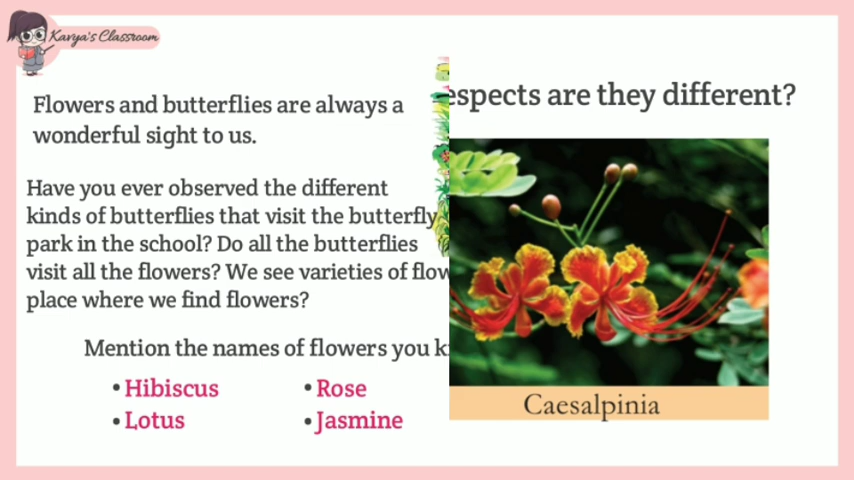 Kavya's Classroom
Flowers and butterflies are always a
wonderful sight to us.
Have you ever observed the different
kinds of butterflies that visit the butterfly
park in the school? Do all the butterflies
visit all the flowers? We see varieties of
place where we find flowers?
Mention the names of flowers you
• Hibiscus
• Rose
• Lotus
• Jasmine
are they different?
Caesalpinia